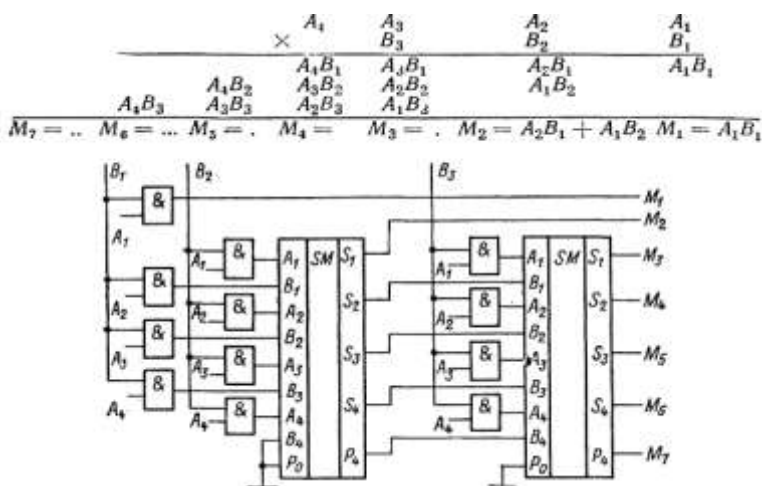 A₄ A₃ A₂ A₁
× B₃ B₂ B₁
A₄B₁ A₃B₁ A₂B₁ A₁B₁
A₄B₂ A₃B₂ A₂B₂ A₁B₂
A₄B₃ A₃B₃ A₂B₃ A₁B₃
M₇ = .. M₆ = ... M₅ = . M₄ = M₃ = . M₂ = A₂B₁ + A₁B₂ M₁ = A₁B₁
B₁ B₂ B₃
& M₁
M₂
A₁ & A₁ SM S₁ & A₁ SM S₁ M₃
A₁ A₁
& B₁ S₂ B₁ S₂ M₄
A₂ & A₂ & A₂
A₂ A₂
& B₂ S₃ B₂ S₃ M₅
A₃ & A₃ & A₃
A₃ A₃
& B₃ S₄ B₃ S₄ M₆
A₄ & A₄ & A₄
A₄ A₄
B₄ B₄
P₀ P₄ P₀ P₄ M₇